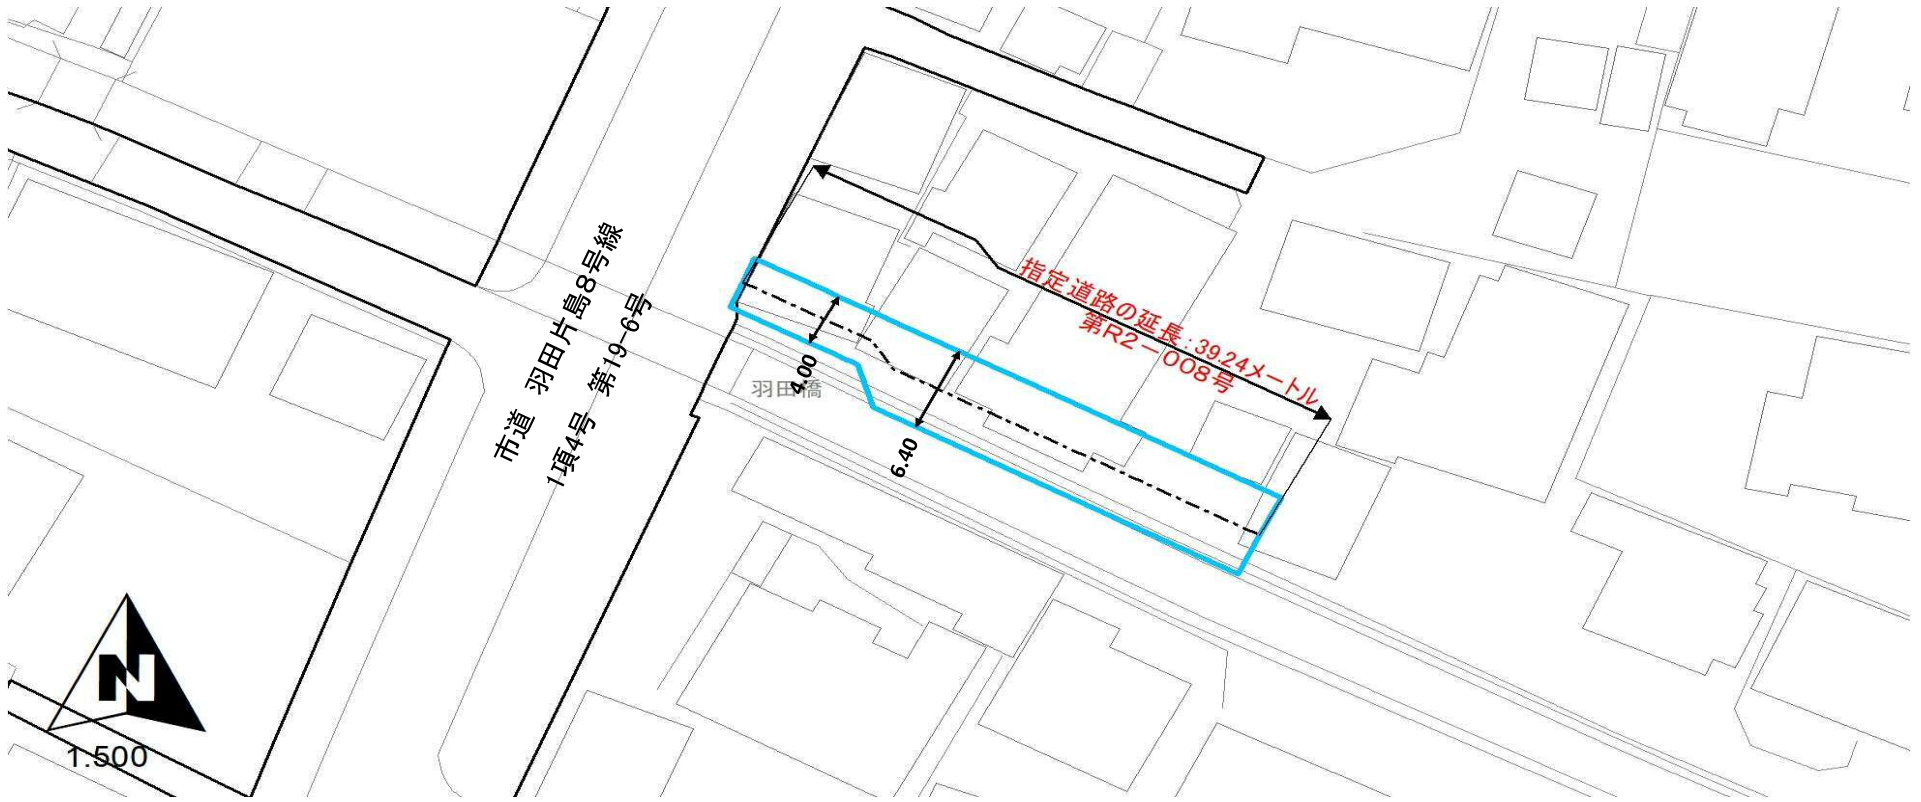 市道 羽田片島8号線
1項4号 第19-6号
指定道路の延長:39.24メートル
第R2-008号
4.00
羽田橋
6.40
N
1:500